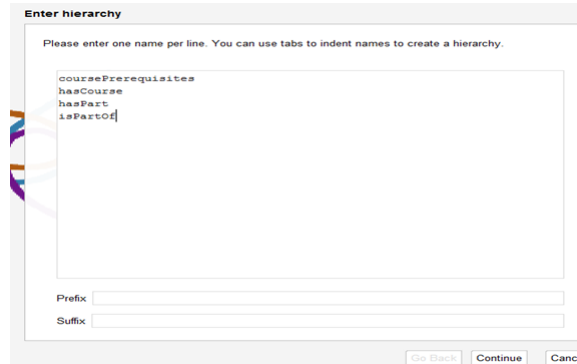 Enter hierarchy
Please enter one name per line. You can use tabs to indent names to create a hierarchy.
coursePrerequisites
hasCourse
hasPart
isPartOf
Prefix
Suffix
Go Back Continue Canc